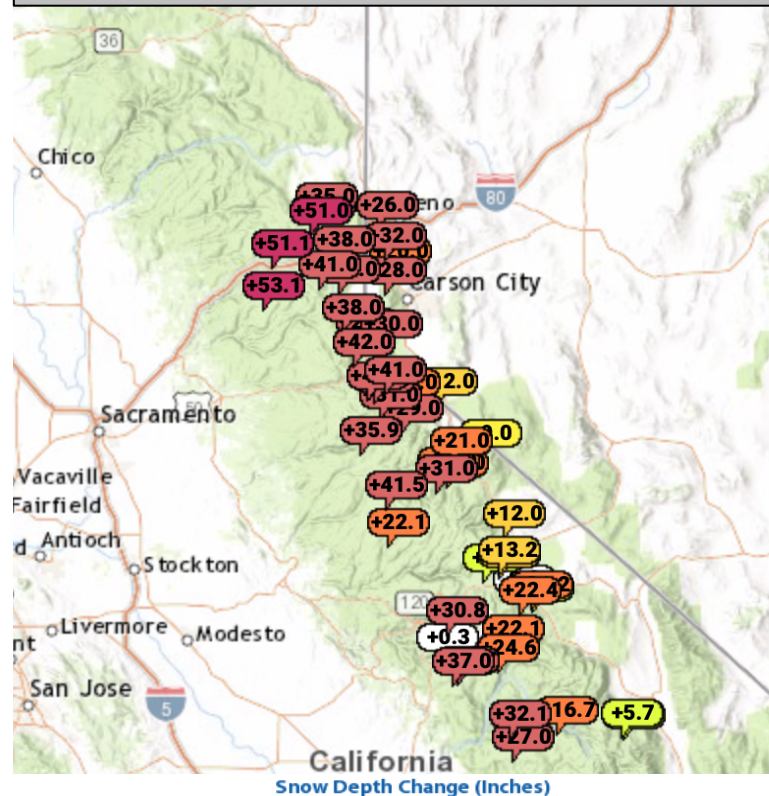 36
Chico
+35.0
+51.0
+26.0
eno
80
+51.1
+38.0
+32.0
+41.0
+28.0
+53.1
Carson City
+38.0
+30.0
+42.0
+41.0
+31.0
+29.0
50
Sacramento
+35.9
+21.0
+31.0
+41.5
Vacaville
Fairfield
+12.0
+22.1
Antioch
+13.2
Stockton
+22.4
120
+30.8
Livermore
Modesto
+0.3
+22.1
+24.6
+37.0
San Jose
5
+32.1
16.7
+5.7
+27.0
California
Snow Depth Change (Inches)